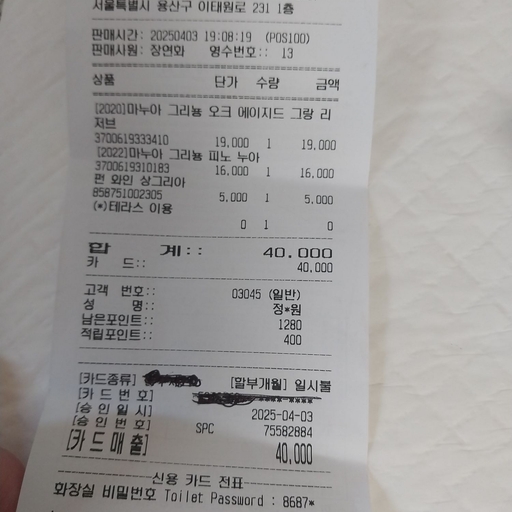 서울특별시 용산구 이태원로 231 1층
판매시간: 20250403 19:08:19 (POS100)
판매사원: 장연화 영수번호:: 13
상품 단가 수량 금액
[2020]마누아 그리뇽 오크 에이지드 그랑 리
저브
3700619333410 19,000 1 19,000
[2022]마누아 그리뇽 피노 누아
3700619310183 16,000 1 16,000
펀 와인 상그리아
858751002305 5,000 1 5,000
(*)테라스 이용
0 1 0
합 계:: 40,000
카 드:: 40,000
고객 번호:: 03045 (일반)
성 명:: 정*원
남은포인트:: 1280
적립포인트:: 400
[카드종류] [할부개월] 일시불
[카 드 번 호] ****-****
[승 인 일 시] 2025-04-03
[승 인 번 호] SPC 75582884
[카드매출] 40,000
신용 카드 전표
화장실 비밀번호 Toilet Password : 8687*